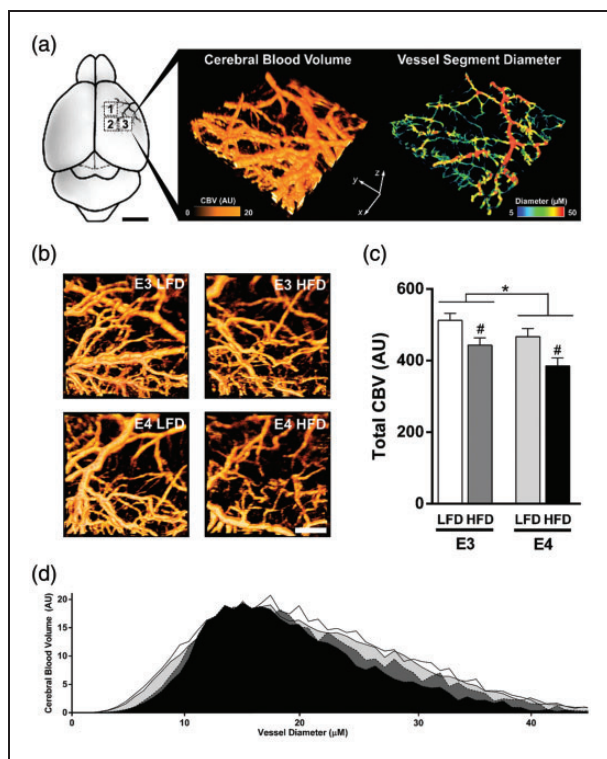 (a)
Cerebral Blood Volume
Vessel Segment Diameter
1
2 3
CBV (AU)
0 20
y
z
x
Diameter (µM)
5 50
(b)
E3 LFD
E3 HFD
E4 LFD
E4 HFD
(c)
Total CBV (AU)
600
400
200
0
*
#
#
LFD HFD LFD HFD
E3 E4
(d)
Cerebral Blood Volume (AU)
20
15
10
5
0
10 20 30 40
Vessel Diameter (µM)